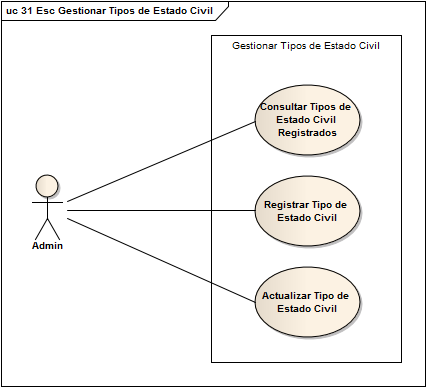 uc 31 Esc Gestionar Tipos de Estado Civil
Gestionar Tipos de Estado Civil
Consultar Tipos de
Estado Civil
Registrados
Registrar Tipo de
Estado Civil
Admin
Actualizar Tipo de
Estado Civil